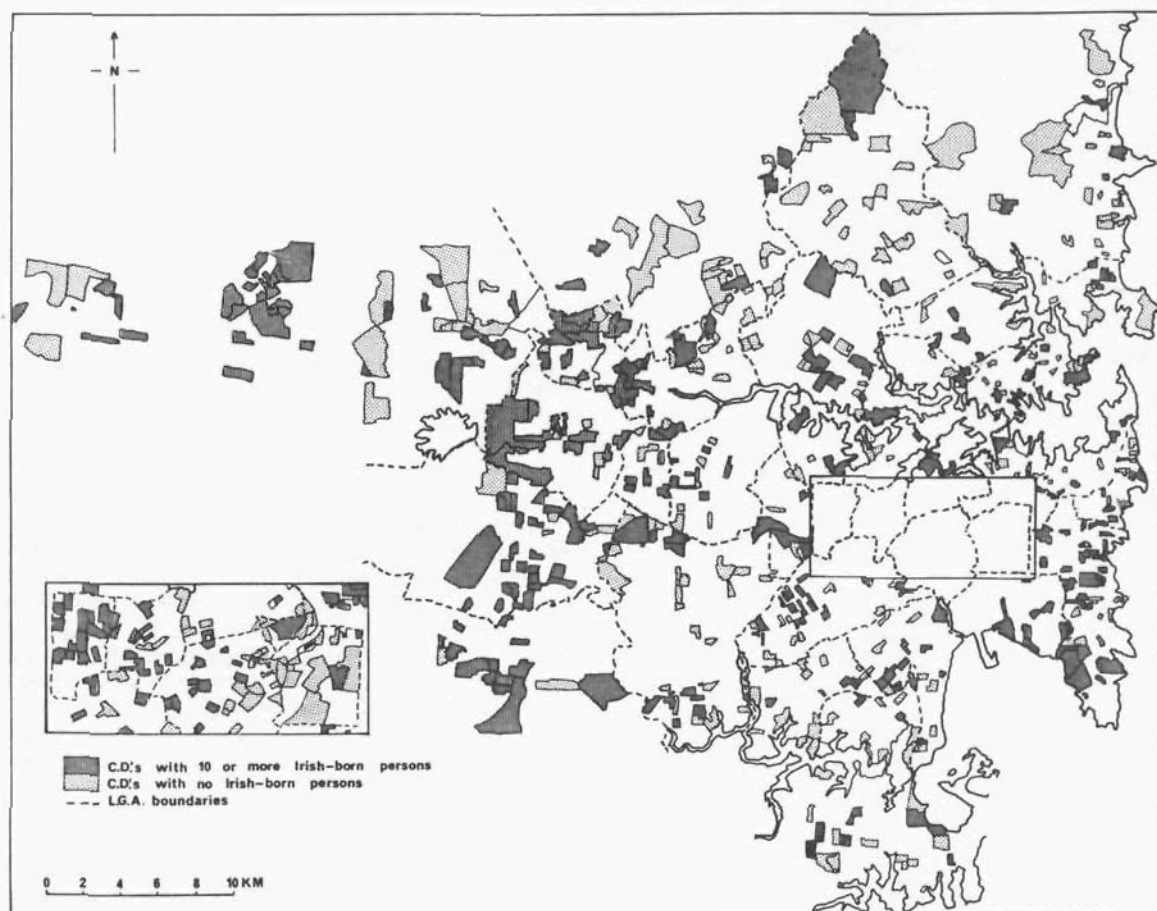 N
C.D.'s with 10 or more Irish-born persons
C.D.'s with no Irish-born persons
L.G.A. boundaries
0 2 4 6 8 10 KM